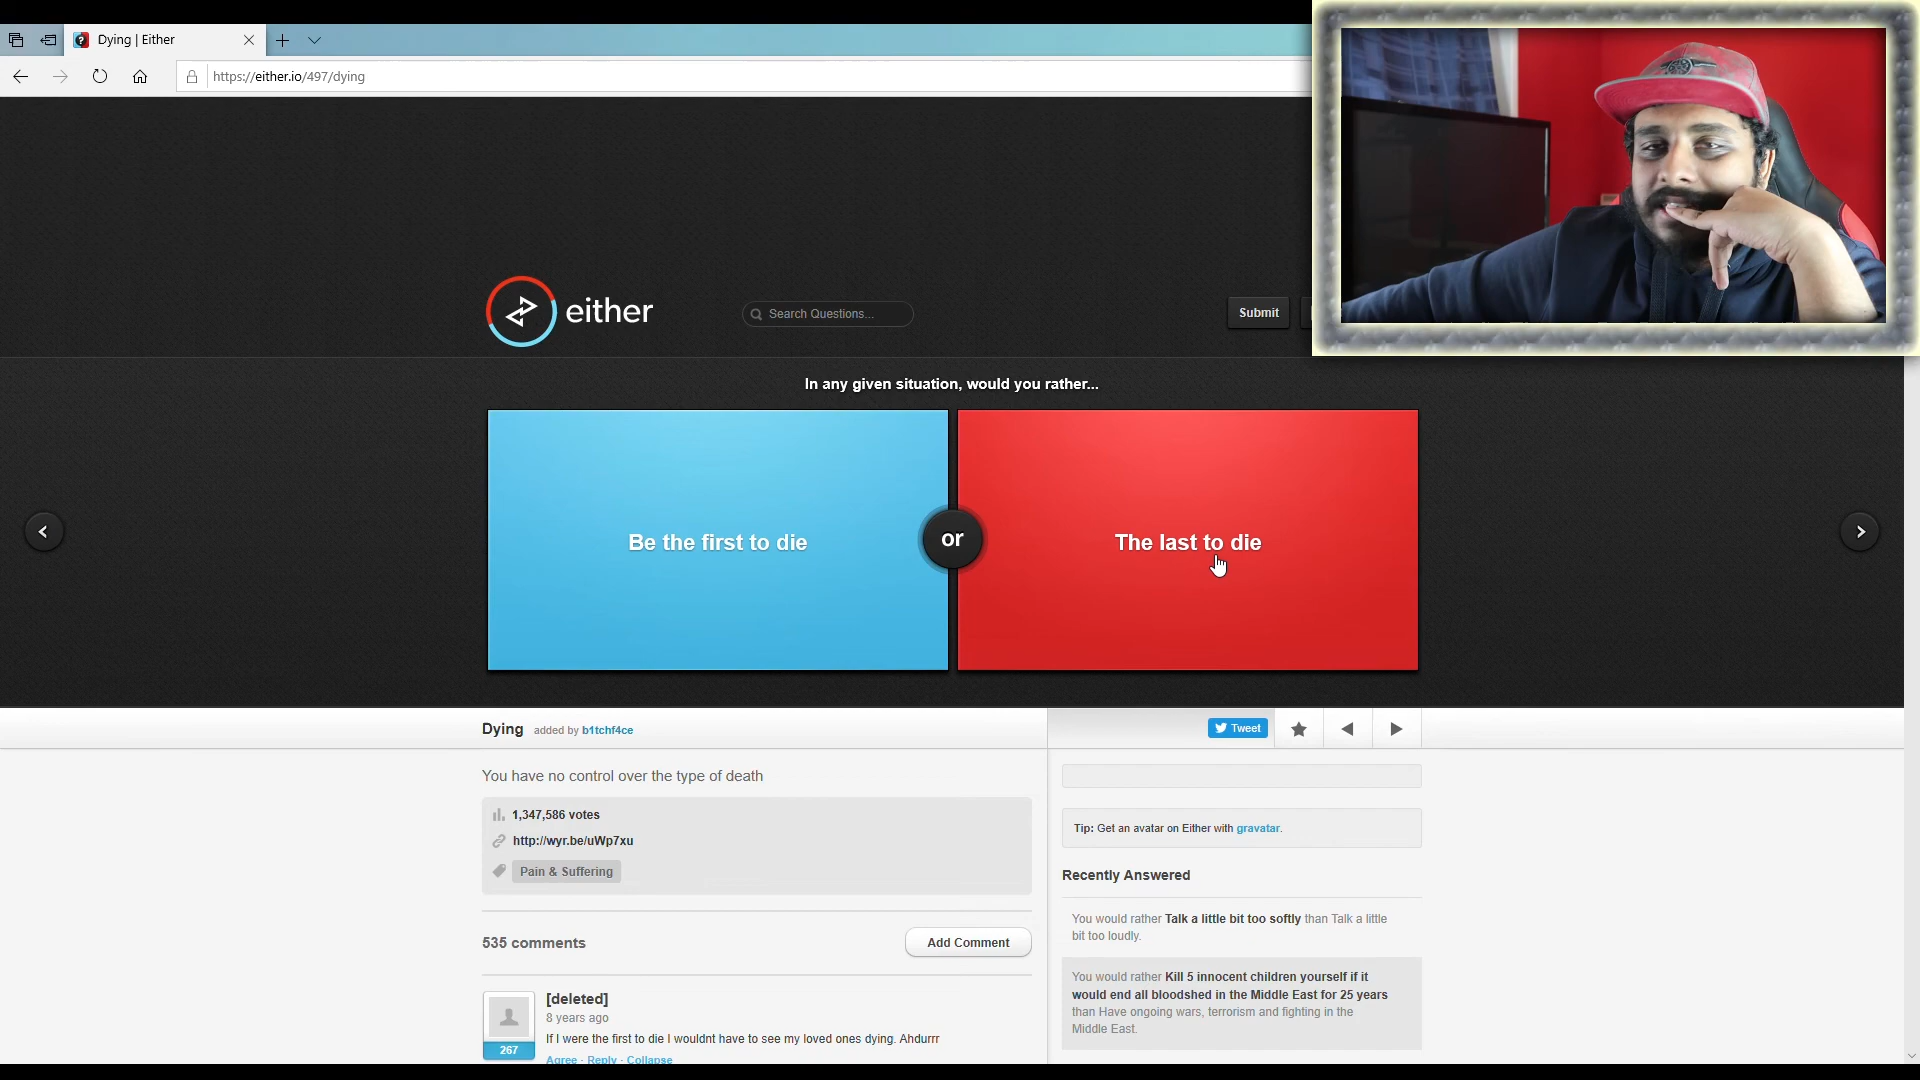 Dying | Either
https://either.io/497/dying
either
Search Questions...
Submit
In any given situation, would you rather...
Be the first to die
or
The last to die
Dying added by b1tchf4ce
Tweet
You have no control over the type of death
1,347,586 votes
http://wyr.be/uWp7xu
Pain & Suffering
535 comments
Add Comment
[deleted]
8 years ago
If I were the first to die I wouldnt have to see my loved ones dying. Ahdurrr
267
Agree · Reply · Collapse
Tip: Get an avatar on Either with gravatar.
Recently Answered
You would rather Talk a little bit too softly than Talk a little
bit too loudly.
You would rather Kill 5 innocent children yourself if it
would end all bloodshed in the Middle East for 25 years
than Have ongoing wars, terrorism and fighting in the
Middle East.